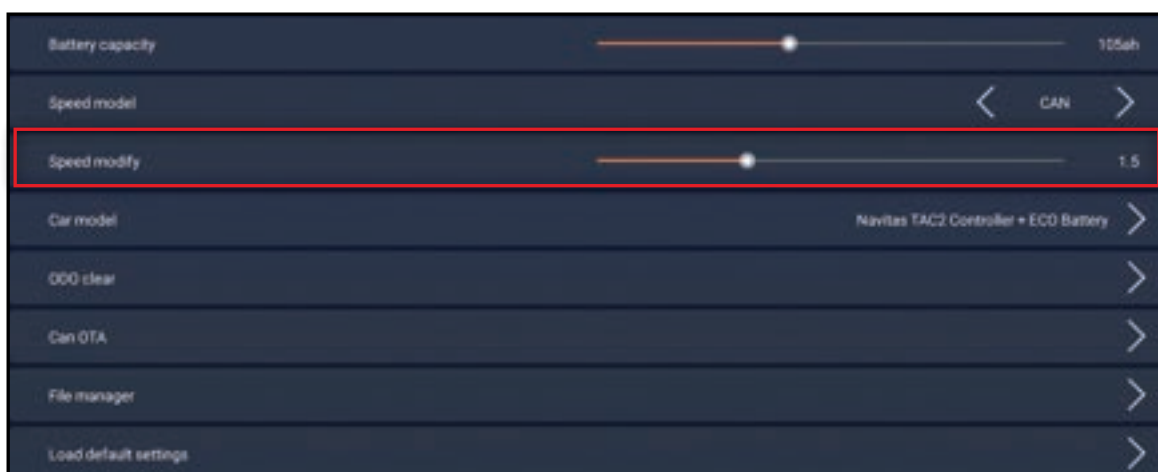 Battery capacity 105ah
Speed model CAN
Speed modify 1.5
Car model Navitas TAC2 Controller + ECO Battery
ODO clear
Can OTA
File manager
Load default settings